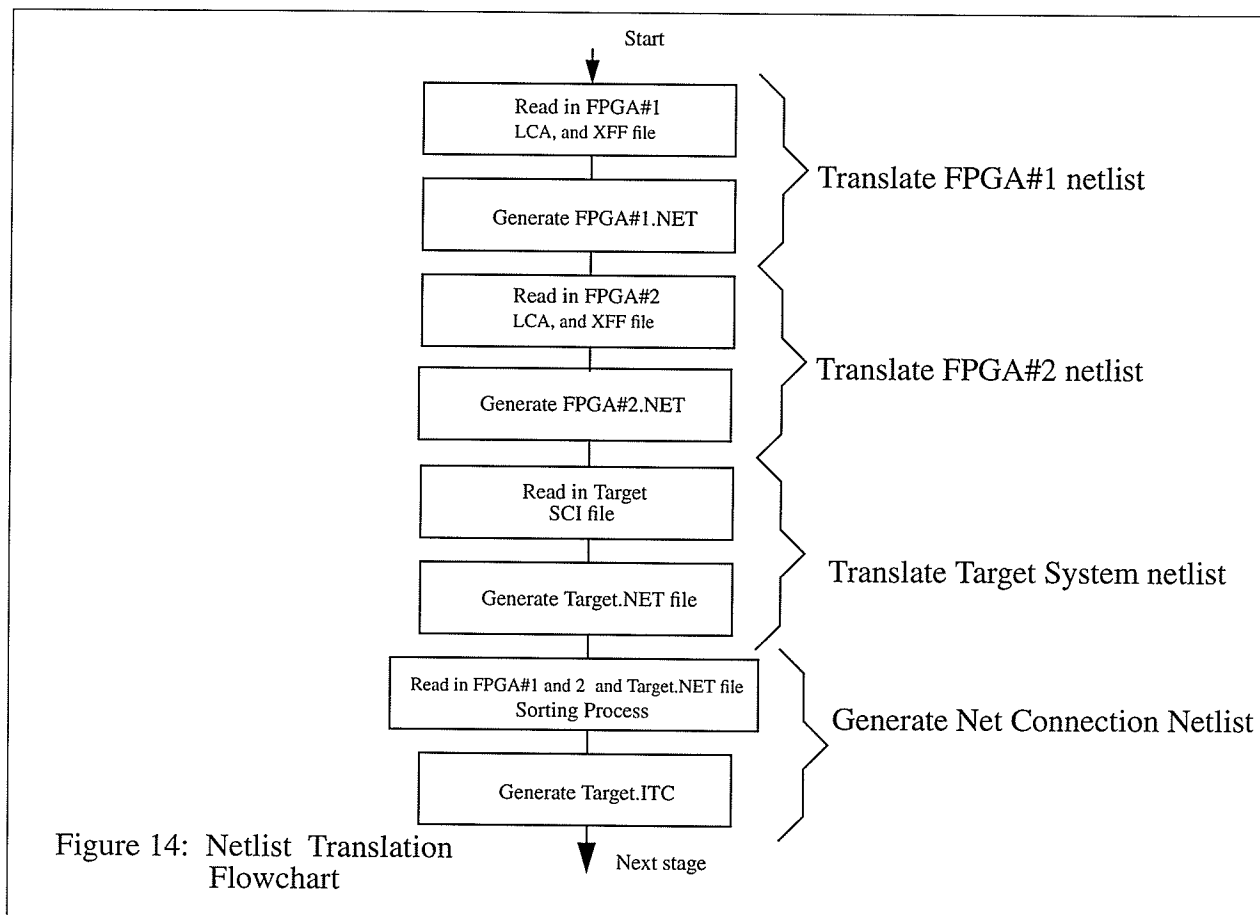 Start
Read in FPGA#1
LCA, and XFF file
Generate FPGA#1.NET
Translate FPGA#1 netlist
Read in FPGA#2
LCA, and XFF file
Generate FPGA#2.NET
Translate FPGA#2 netlist
Read in Target
SCI file
Generate Target.NET file
Translate Target System netlist
Read in FPGA#1 and 2 and Target.NET file
Sorting Process
Generate Target.ITC
Generate Net Connection Netlist
Next stage
Figure 14: Netlist Translation
Flowchart